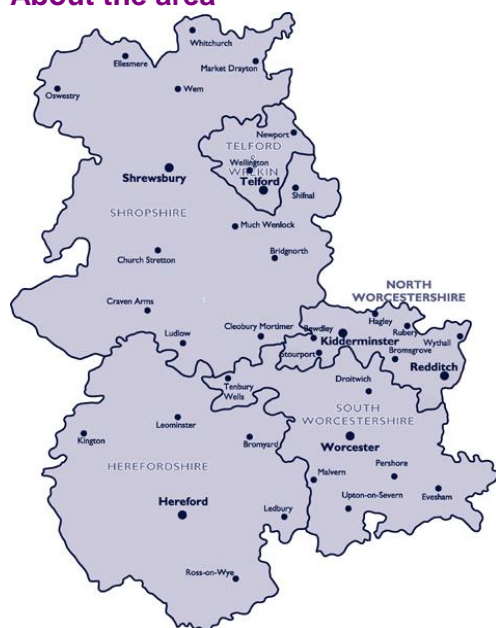 About the area
Whitchurch
Ellesmere
Market Drayton
Oswestry
Wem
Newport
TELFORD
&
WREKIN
Wellington
Telford
Shrewsbury
Shifnal
SHROPSHIRE
Much Wenlock
Church Stretton
Bridgnorth
NORTH
WORCESTERSHIRE
Craven Arms
Hagley
Cleobury Mortimer
Bewdley
Rubery
Wythall
Kidderminster
Ludlow
Stourport
Bromsgrove
Redditch
Tenbury
Wells
Droitwich
SOUTH
WORCESTERSHIRE
Leominster
Kington
Bromyard
Worcester
HEREFORDSHIRE
Malvern
Pershore
Hereford
Upton-on-Severn
Evesham
Ledbury
Ross-on-Wye